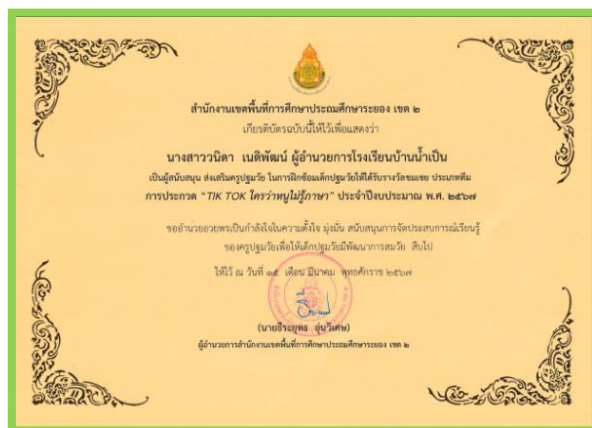 สำนักงานเขตพื้นที่การศึกษาประถมศึกษาระยอง เขต ๒
เกียรติบัตรฉบับนี้ให้ไว้เพื่อแสดงว่า
นางสาววนิดา เนติพัฒน์ ผู้อำนวยการโรงเรียนบ้านน้ำเป็น
เป็นผู้สนับสนุน ส่งเสริมครูปฐมวัย ในการฝึกซ้อมเด็กปฐมวัยให้ได้รับรางวัลชมเชย ประเภททีม
การประกวด “TIK TOK ใครว่าหนูไม่รู้ภาษา” ประจำปีงบประมาณ พ.ศ. ๒๕๖๗
ขออำนวยอวยพรเป็นกำลังใจในความตั้งใจ มุ่งมั่น สนับสนุนการจัดประสบการณ์เรียนรู้
ของครูปฐมวัยเพื่อให้เด็กปฐมวัยมีพัฒนาการสมวัย สืบไป
ให้ไว้ ณ วันที่ ๑๕ เดือน มีนาคม พุทธศักราช ๒๕๖๗
(นายธีระยุทธ อุ่นวิเศษ)
ผู้อำนวยการสำนักงานเขตพื้นที่การศึกษาประถมศึกษาระยอง เขต ๒